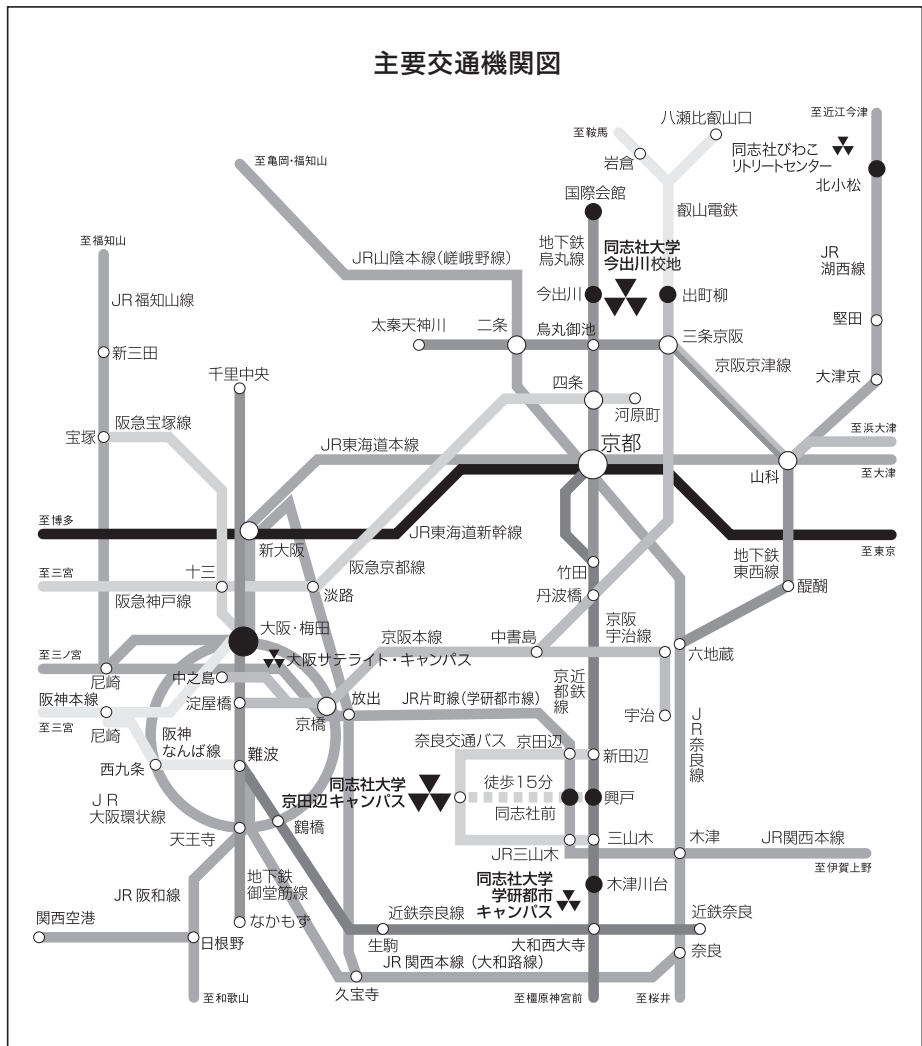 主要交通機関図
至近江今津
八瀬比叡山口
至鞍馬
岩倉
同志社びわこ
リトリートセンター
至亀岡・福知山
国際会館
北小松
叡山電鉄
至福知山
地下鉄
烏丸線
同志社大学
今出川校地
JR
湖西線
JR山陰本線(嵯峨野線)
JR福知山線
今出川
出町柳
太秦天神川
二条
烏丸御池
三条京阪
堅田
新三田
京阪京津線
千里中央
四条
大津京
河原町
阪急宝塚線
宝塚
JR東海道本線
京都
至浜大津
山科
至大津
至博多
新大阪
JR東海道新幹線
至東京
地下鉄
東西線
至三宮
十三
阪急京都線
竹田
阪急神戸線
淡路
丹波橋
醍醐
大阪・梅田
京阪本線
中書島
京阪
宇治線
六地蔵
大阪サテライト・キャンパス
至三ノ宮
尼崎
中之島
近鉄
京都線
阪神本線
淀屋橋
放出
JR片町線(学研都市線)
至三宮
京橋
宇治
JR奈良線
尼崎
阪神
なんば線
奈良交通バス
京田辺
新田辺
西九条
難波
同志社大学
京田辺キャンパス
徒歩15分
興戸
同志社前
JR
大阪環状線
鶴橋
天王寺
三山木
木津
JR関西本線
JR三山木
至伊賀上野
同志社大学
学研都市
キャンパス
木津川台
JR阪和線
地下鉄
御堂筋線
関西空港
なかもず
近鉄奈良線
近鉄奈良
日根野
生駒
大和西大寺
奈良
JR関西本線(大和路線)
久宝寺
至和歌山
至橿原神宮前
至桜井